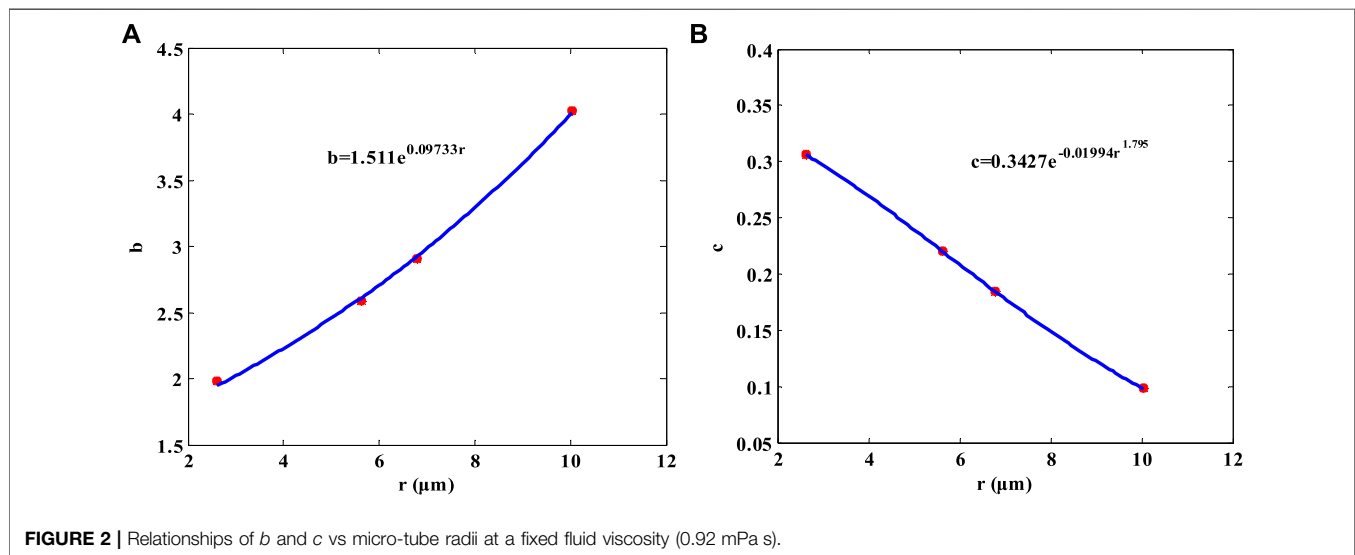 A
4.5
4
3.5
3
2.5
2
1.5
b
b=1.511e^0.09733r
2 4 6 8 10 12
r (μm)
B
0.4
0.35
0.3
0.25
0.2
0.15
0.1
0.05
c
c=0.3427e^-0.01994r^1.795
2 4 6 8 10 12
r (μm)
FIGURE 2 | Relationships of b and c vs micro-tube radii at a fixed fluid viscosity (0.92 mPa s).